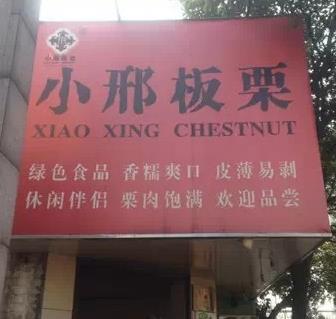 小邢板栗
XIAO XING CHESTNUT
绿色食品 香糯爽口 皮薄易剥
休闲伴侣 栗肉饱满 欢迎品尝